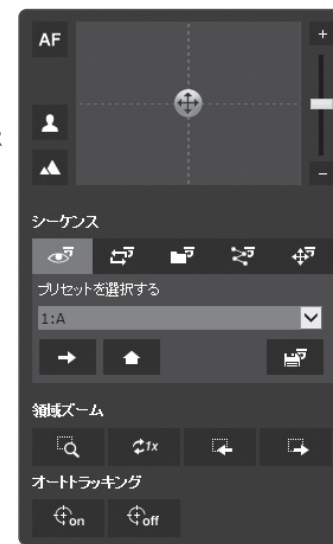 AF
+
-
シーケンス
プリセットを選択する
1:A
領域ズーム
1x
オートトラッキング
on off